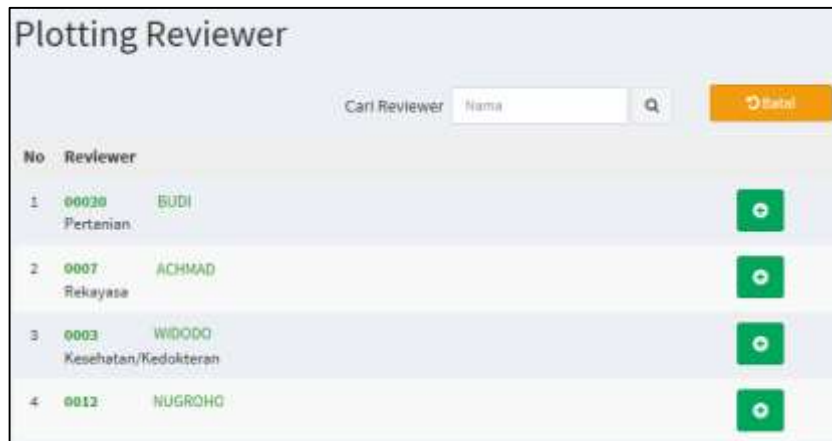 Plotting Reviewer
Cari Reviewer Nama Batal
No Reviewer
1 00020 BUDI
Pertanian
2 0007 ACHMAD
Rekayasa
3 0003 WIDODO
Kesehatan/Kedokteran
4 0012 NUGROHO